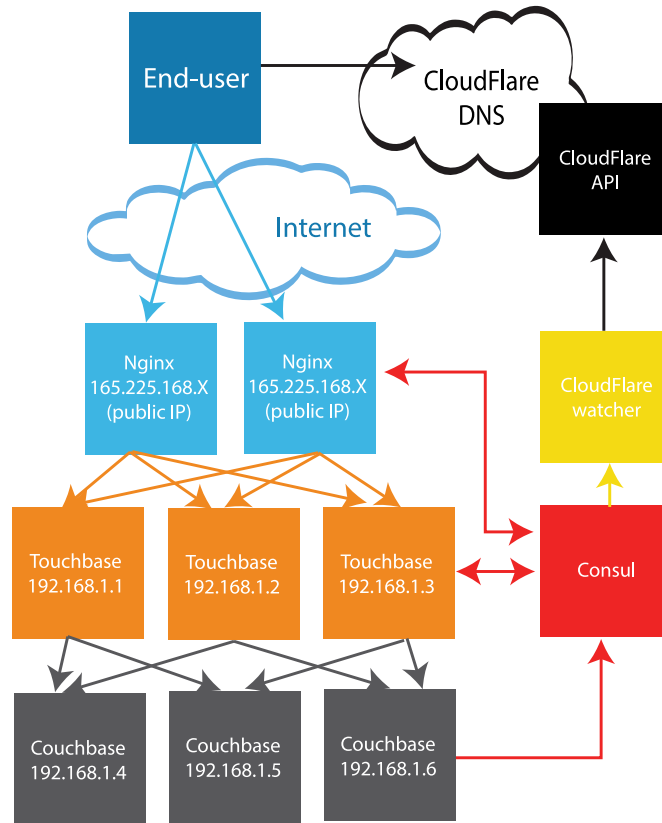 End-user
CloudFlare
DNS
CloudFlare
API
Internet
Nginx
165.225.168.X
(public IP)
Nginx
165.225.168.X
(public IP)
CloudFlare
watcher
Touchbase
192.168.1.1
Touchbase
192.168.1.2
Touchbase
192.168.1.3
Consul
Couchbase
192.168.1.4
Couchbase
192.168.1.5
Couchbase
192.168.1.6